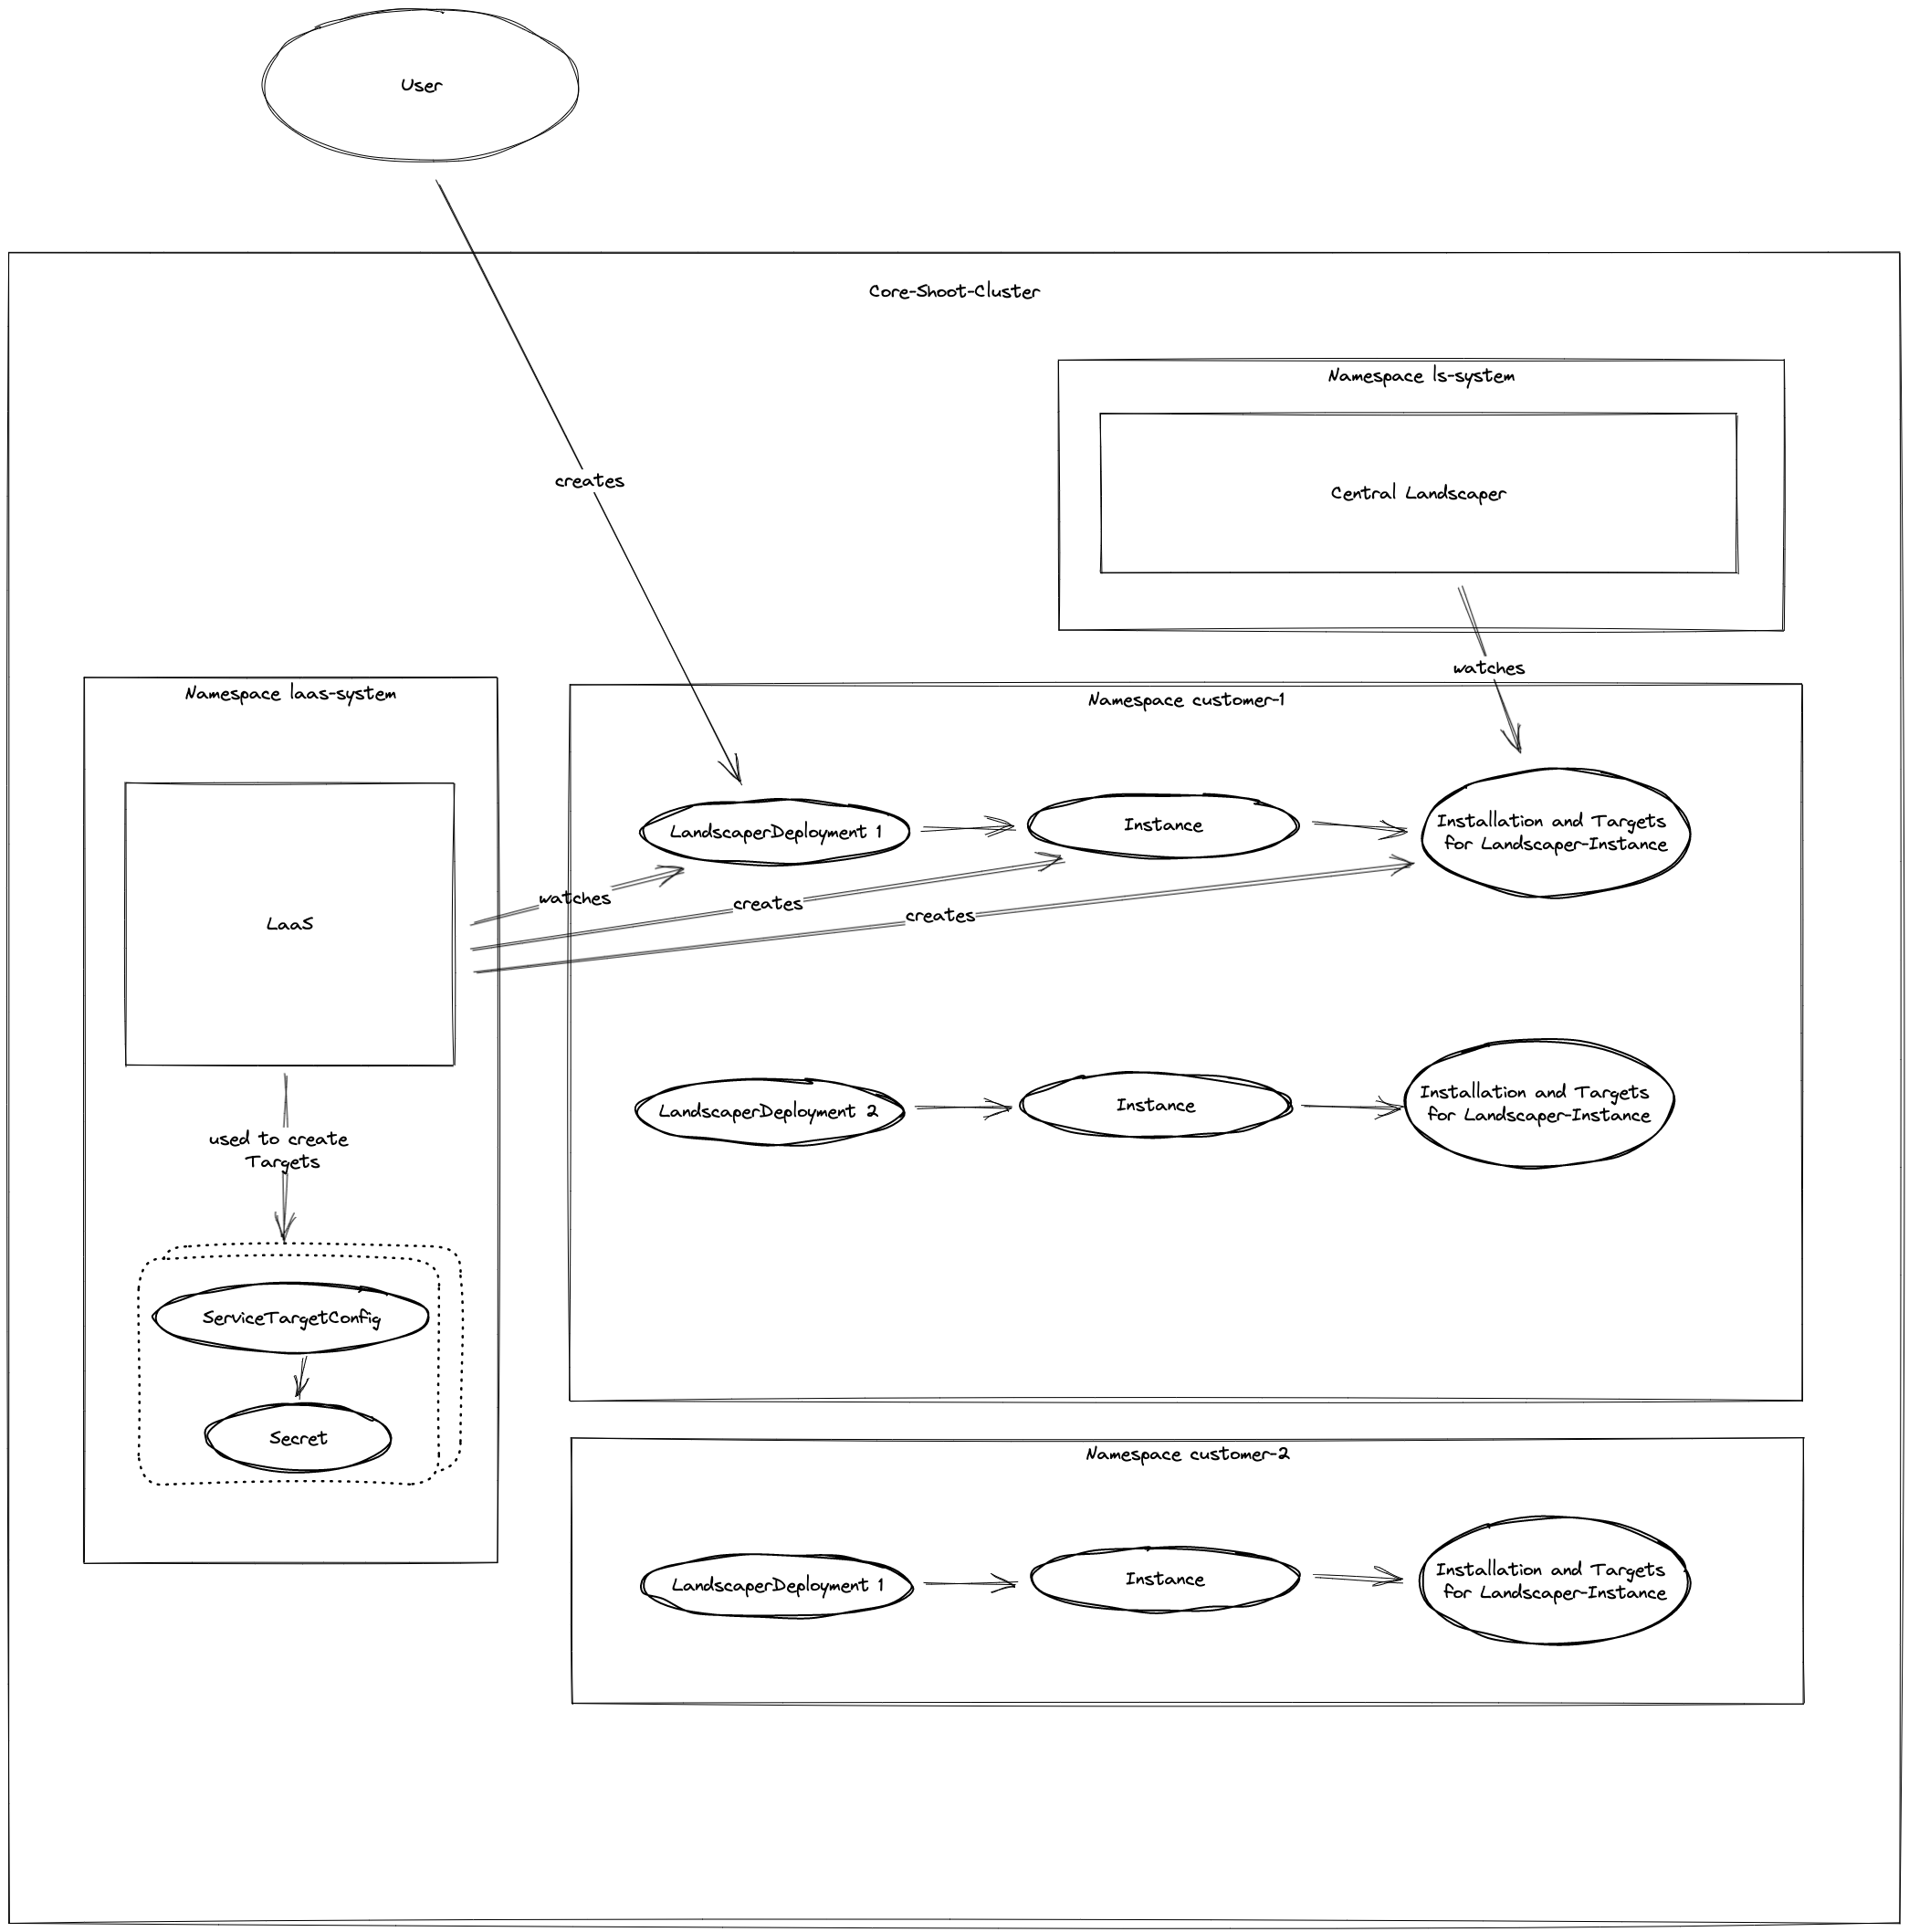 User
Core-Shoot-Cluster
Namespace ls-system
creates
Central Landscaper
watches
Namespace laas-system
Namespace customer-1
LandscaperDeployment 1
Instance
Installation and Targets
for Landscaper-Instance
watches
creates
creates
LaaS
LandscaperDeployment 2
Instance
Installation and Targets
for Landscaper-Instance
used to create
Targets
ServiceTargetConfig
Secret
Namespace customer-2
LandscaperDeployment 1
Instance
Installation and Targets
for Landscaper-Instance